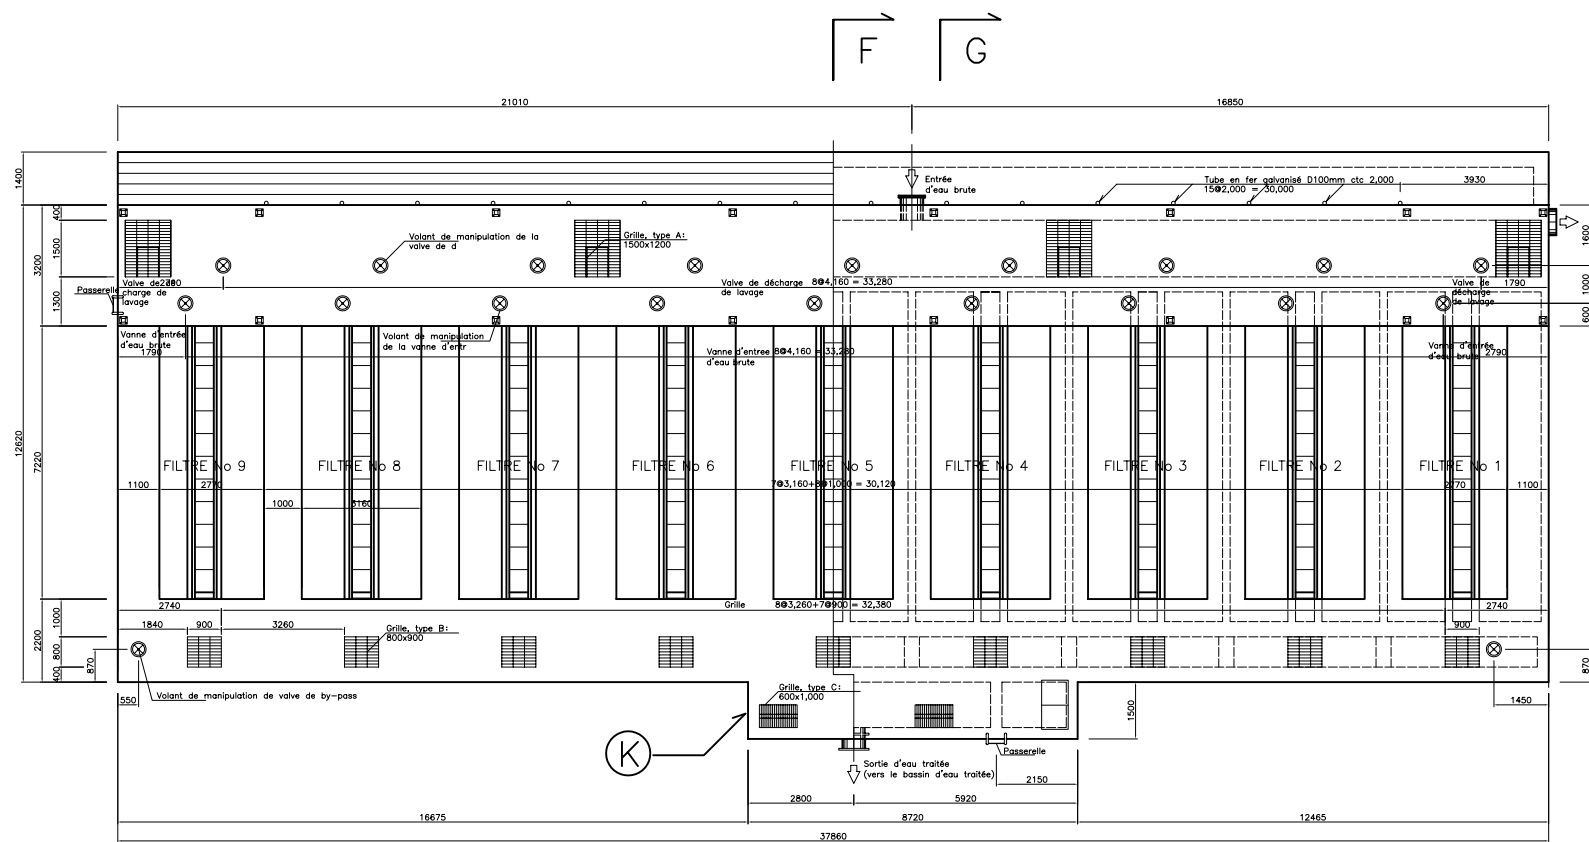 F
G
21010
16850
Entrée
d'eau brute
Tube en fer galvanisé D100mm ctc 2,000
15@2,000 = 30,000
3930
1400
400
1500
3200
1300
1600
1000
600
Volant de manipulation de la
valve de d
Grille, type A:
1500x1200
Passerelle
charge de
lavage
Valve de décharge
de lavage
8@4,160 = 33,280
Valve de
décharge
de lavage
1790
Vanne d'entrée
d'eau brute
1790
Volant de manipulation
de la vanne d'entr
Vanne d'entree
d'eau brute
8@4,160 = 33,280
Vanne d'entrée
d'eau brute
2790
12620
7220
FILTRE No 9
FILTRE No 8
FILTRE No 7
FILTRE No 6
FILTRE No 5
FILTRE No 4
FILTRE No 3
FILTRE No 2
FILTRE No 1
1100
2770
1000
3160
7@3,160+8@1,000 = 30,120
2770
1100
2740
Grille
8@3,260+7@900 = 32,380
2740
1000
2200
800
400
870
1840
900
3260
Grille, type B:
800x900
900
870
550
Volant de manipulation de valve de by-pass
Grille, type C:
600x1,000
1500
1450
K
Passerelle
Sortie d'eau traitée
(vers le bassin d'eau traitée)
2150
2800
5920
16675
8720
12465
37860